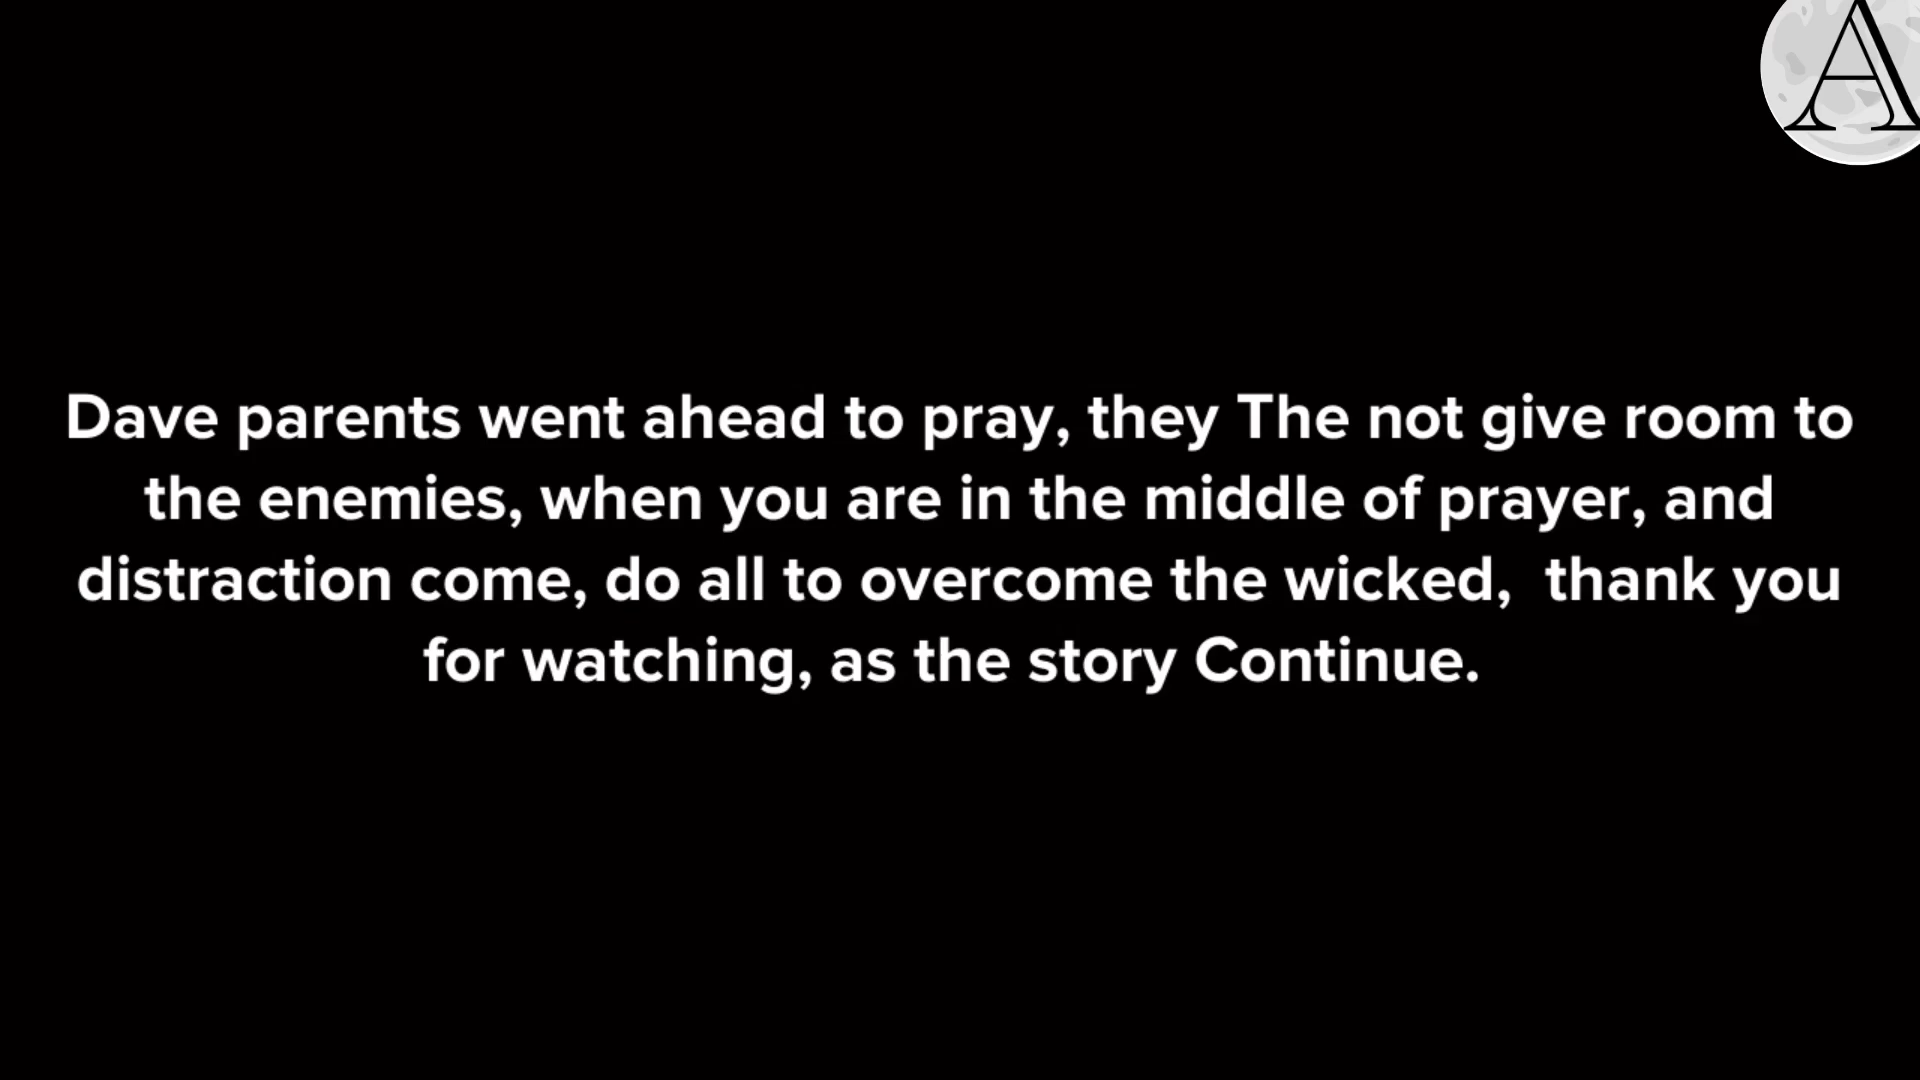 A
Dave parents went ahead to pray, they The not give room to
the enemies, when you are in the middle of prayer, and
distraction come, do all to overcome the wicked,  thank you
for watching, as the story Continue.